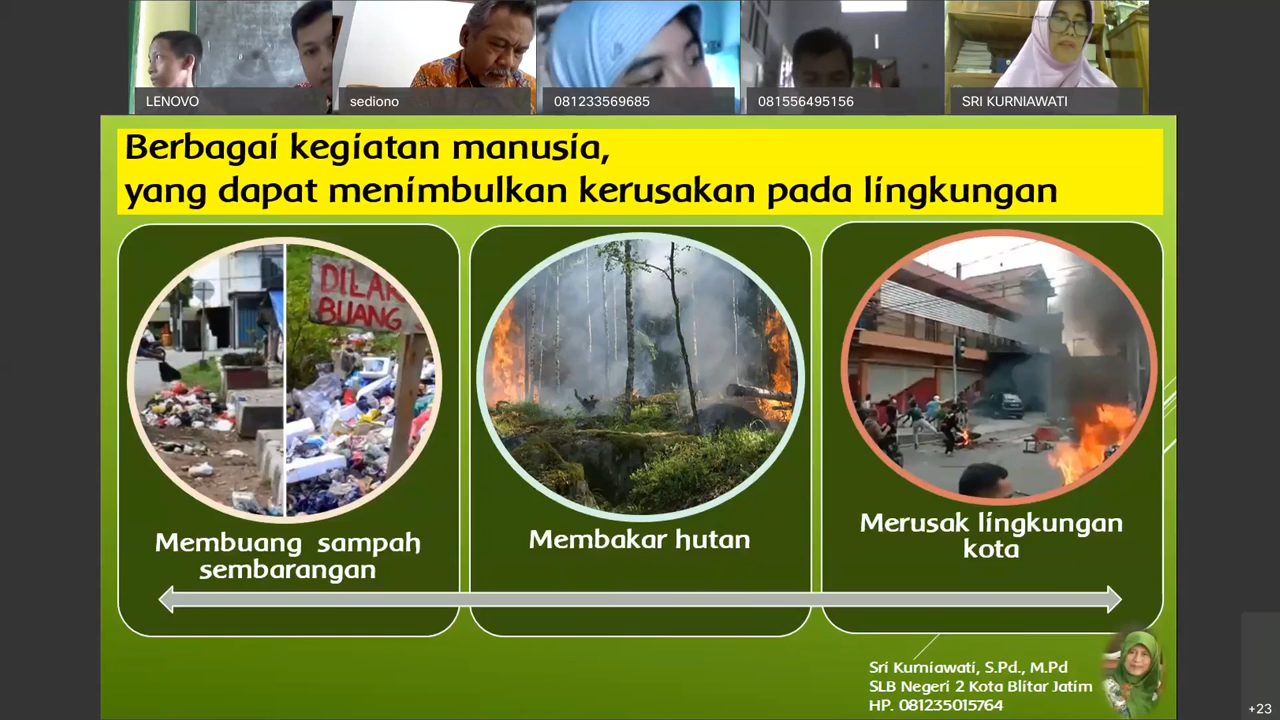 LENOVO
sediono
081233569685
081556495156
SRI KURNIAWATI
Berbagai kegiatan manusia,
yang dapat menimbulkan kerusakan pada lingkungan
DILAR
BUANG
Membuang sampah
sembarangan
Membakar hutan
Merusak lingkungan
kota
Sri Kurniawati, S.Pd., M.Pd
SLB Negeri 2 Kota Blitar Jatim
HP. 081235015764
+23